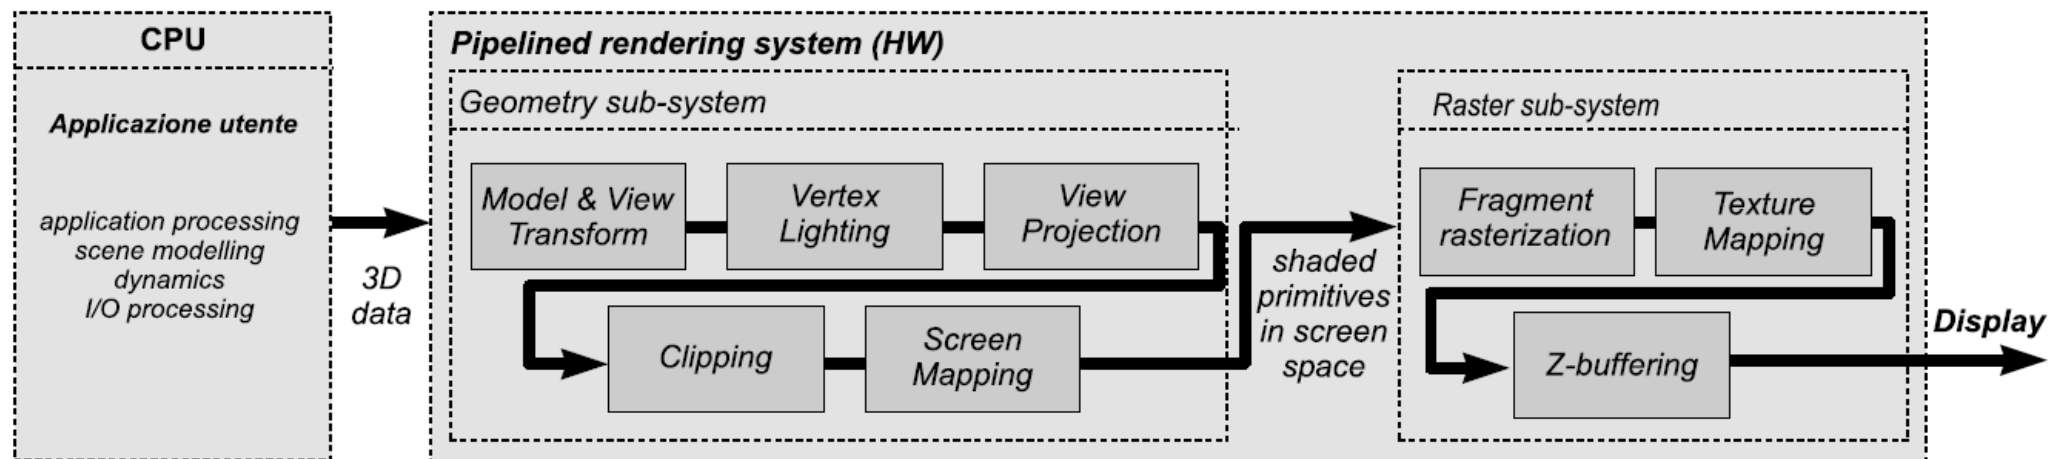 CPU
Applicazione utente
application processing
scene modelling
dynamics
I/O processing
3D
data
Pipelined rendering system (HW)
Geometry sub-system
Model & View
Transform
Vertex
Lighting
View
Projection
Clipping
Screen
Mapping
shaded
primitives
in screen
space
Raster sub-system
Fragment
rasterization
Texture
Mapping
Z-buffering
Display